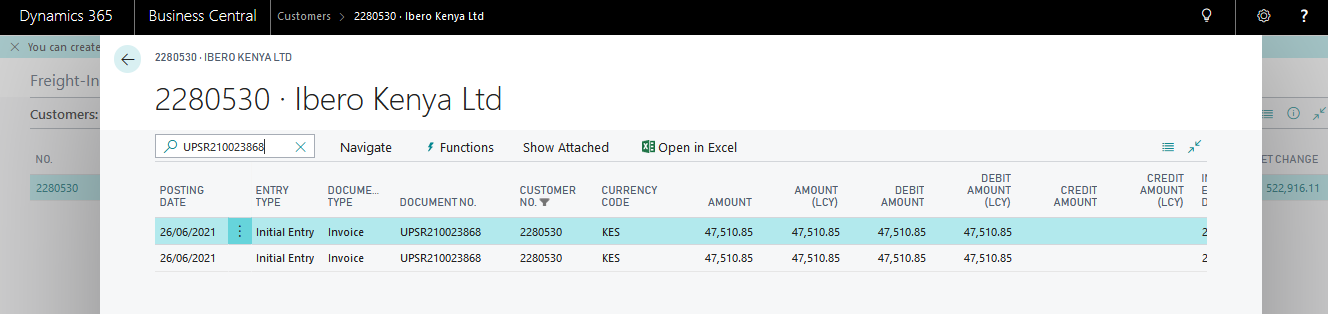 Dynamics 365 Business Central Customers > 2280530 · Ibero Kenya Ltd ?
You can create
2280530 · IBERO KENYA LTD
Freight-In
2280530 · Ibero Kenya Ltd
Customers:
UPSR210023868 Navigate Functions Show Attached Open in Excel
NO. ET CHANGE
POSTING DATE ENTRY TYPE DOCUME... TYPE DOCUMENT NO. CUSTOMER NO. CURRENCY CODE AMOUNT AMOUNT (LCY) DEBIT AMOUNT DEBIT AMOUNT (LCY) CREDIT AMOUNT CREDIT AMOUNT (LCY)
2280530 522,916.11
26/06/2021 Initial Entry Invoice UPSR210023868 2280530 KES 47,510.85 47,510.85 47,510.85 47,510.85
26/06/2021 Initial Entry Invoice UPSR210023868 2280530 KES 47,510.85 47,510.85 47,510.85 47,510.85